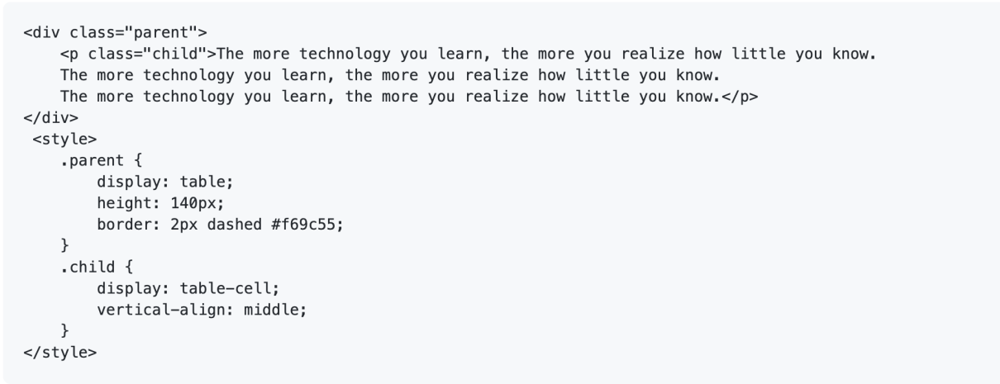 <div class="parent">
    <p class="child">The more technology you learn, the more you realize how little you know.
    The more technology you learn, the more you realize how little you know.
    The more technology you learn, the more you realize how little you know.</p>
</div>
 <style>
    .parent {
        display: table;
        height: 140px;
        border: 2px dashed #f69c55;
    }
    .child {
        display: table-cell;
        vertical-align: middle;
    }
</style>